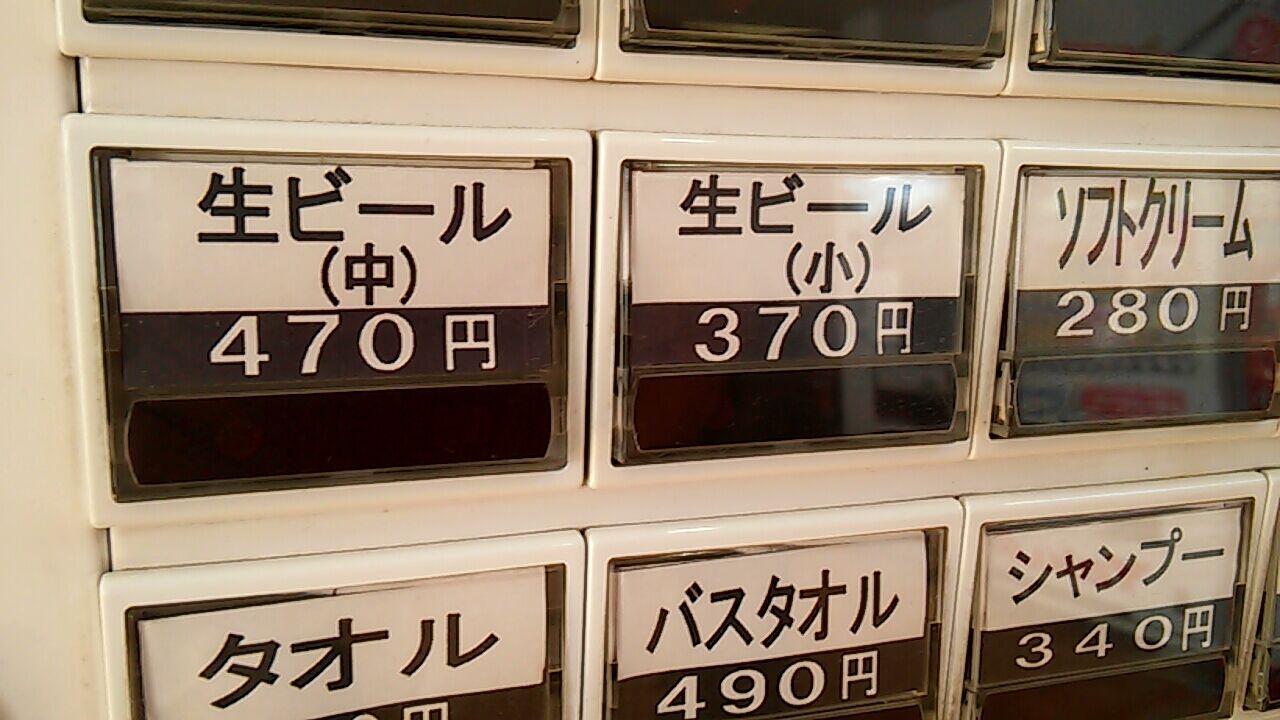 生ビール
(中)
470円
生ビール
(小)
370円
ソフトクリーム
280円
タオル
円
バスタオル
490円
シャンプー
340円